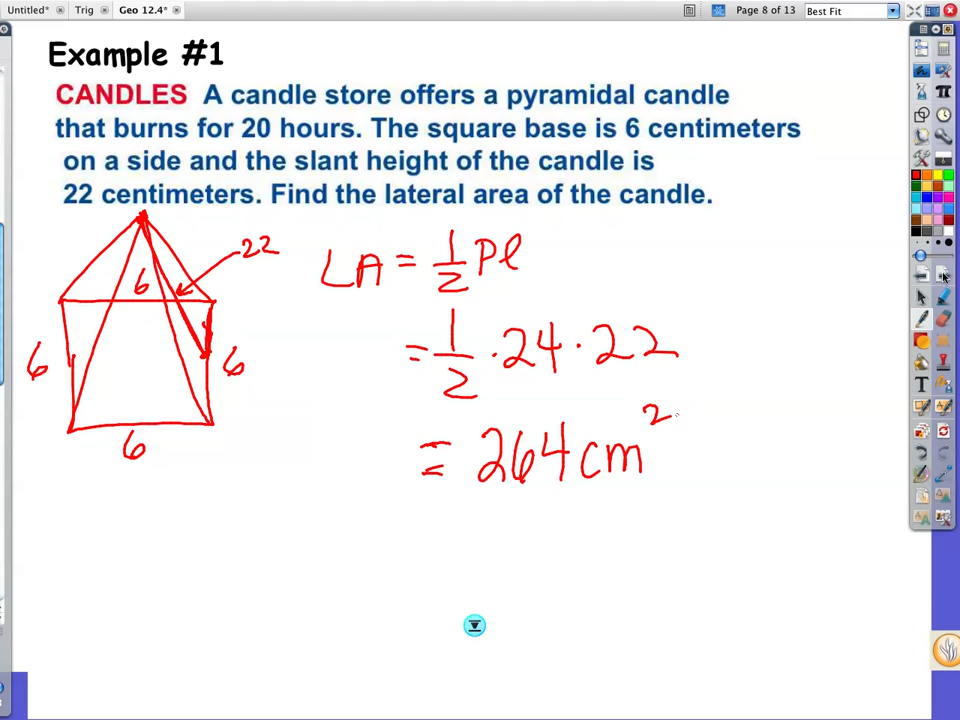 Untitled* Trig Geo 12.4* Page 8 of 13 Best Fit
Example #1
CANDLES A candle store offers a pyramidal candle
that burns for 20 hours. The square base is 6 centimeters
on a side and the slant height of the candle is
22 centimeters. Find the lateral area of the candle.
22
6
6
6
6
LA = 1/2 Pl
= 1/2 · 24 · 22
= 264 cm²